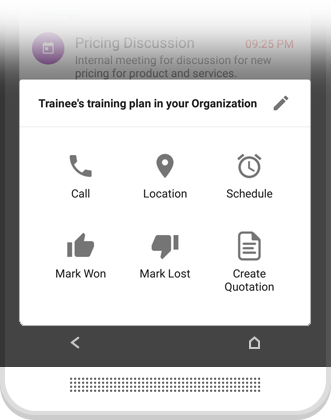 Pricing Discussion 09:25 PM
Internal meeting for discussion for new
pricing for product and services.
Trainee's training plan in your Organization
Call Location Schedule
Mark Won Mark Lost Create
Quotation